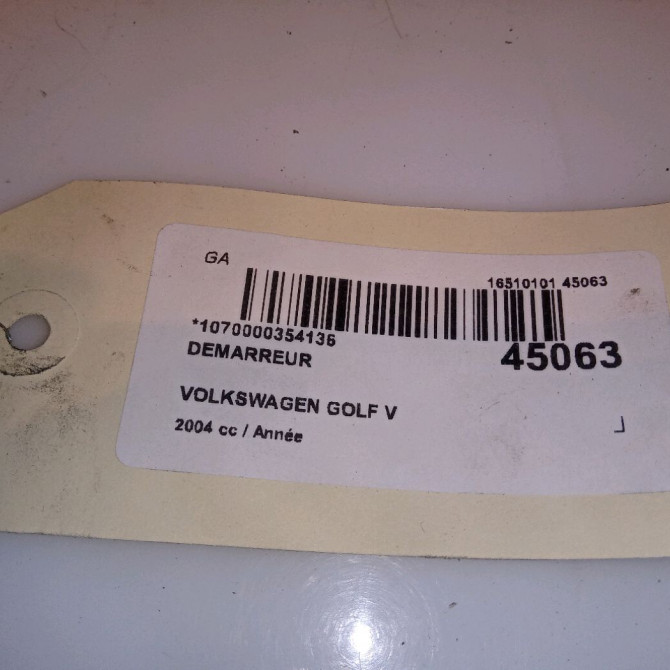 GA
16510101 45063
*1070000354136
45063
DEMARREUR
VOLKSWAGEN GOLF V
2004 cc / Année